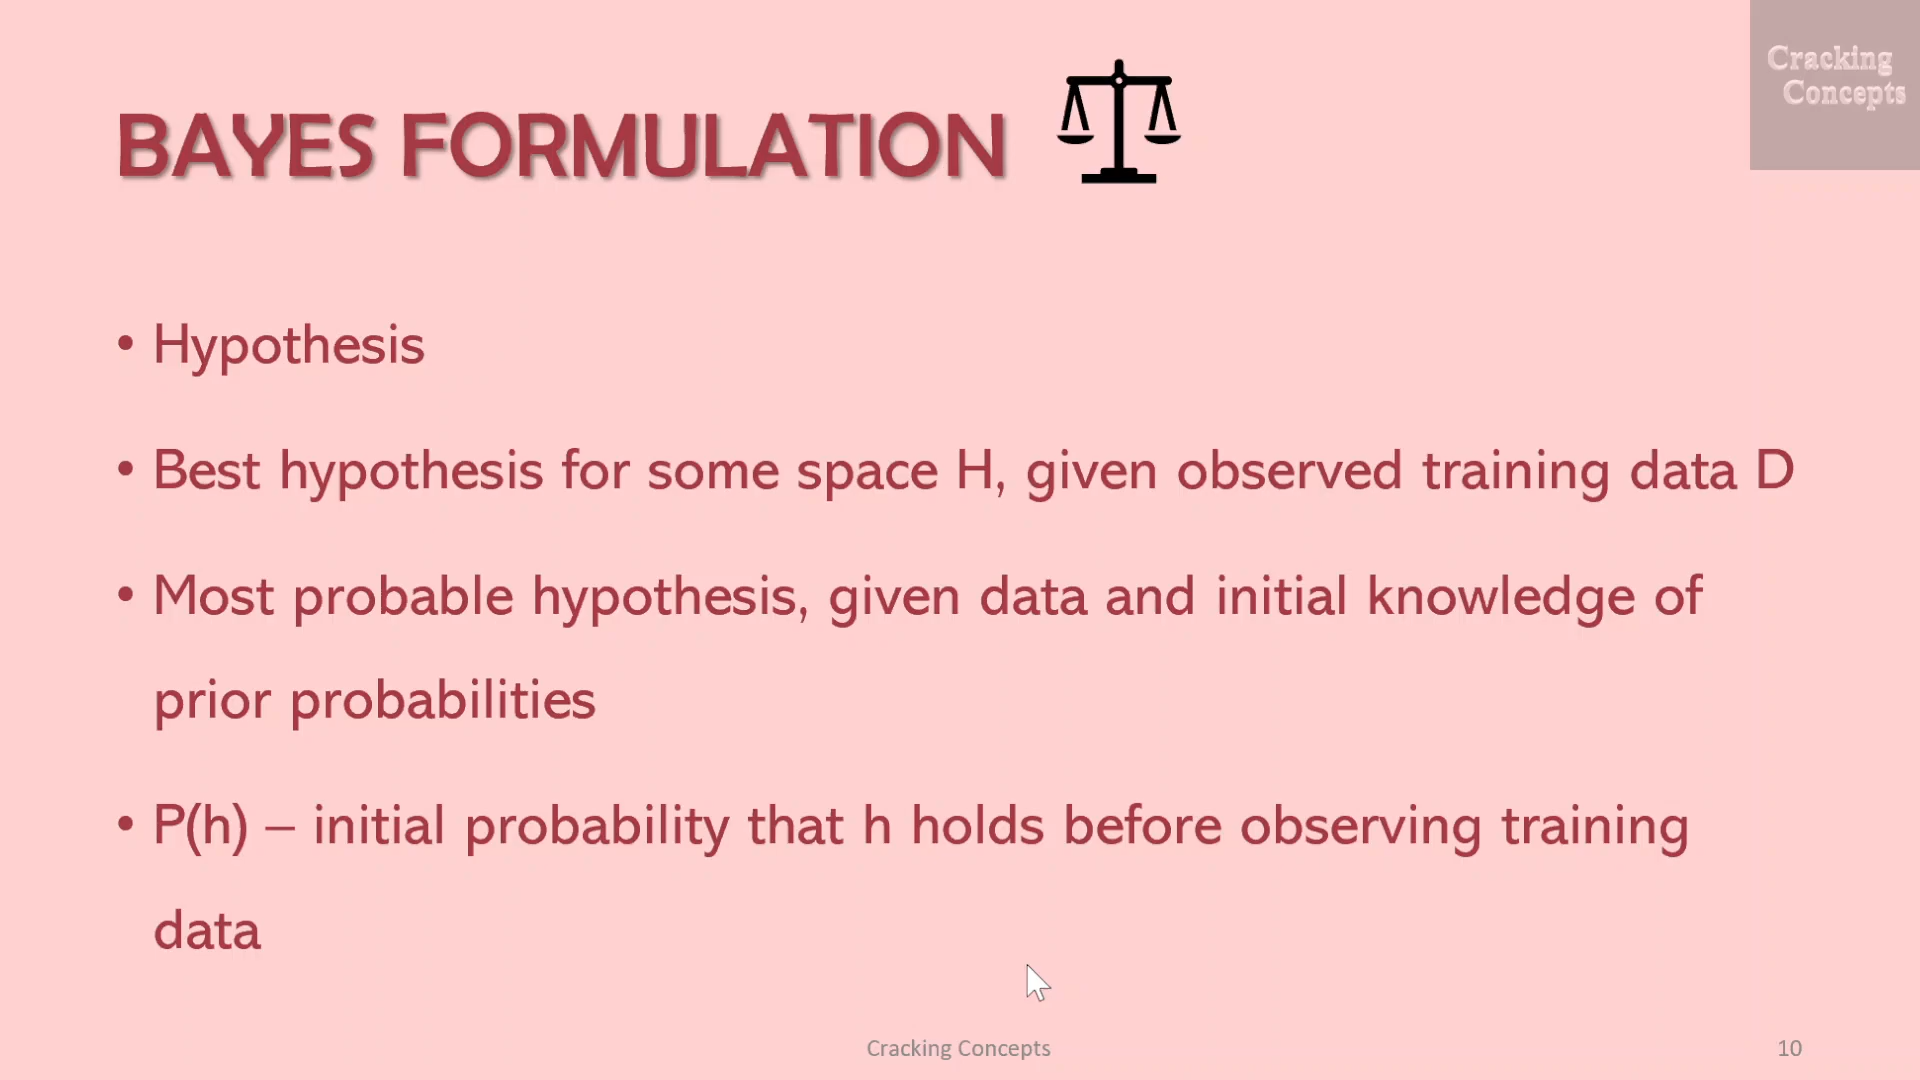 Cracking
Concepts
BAYES FORMULATION
• Hypothesis
• Best hypothesis for some space H, given observed training data D
• Most probable hypothesis, given data and initial knowledge of
prior probabilities
• P(h) – initial probability that h holds before observing training
data
Cracking Concepts
10